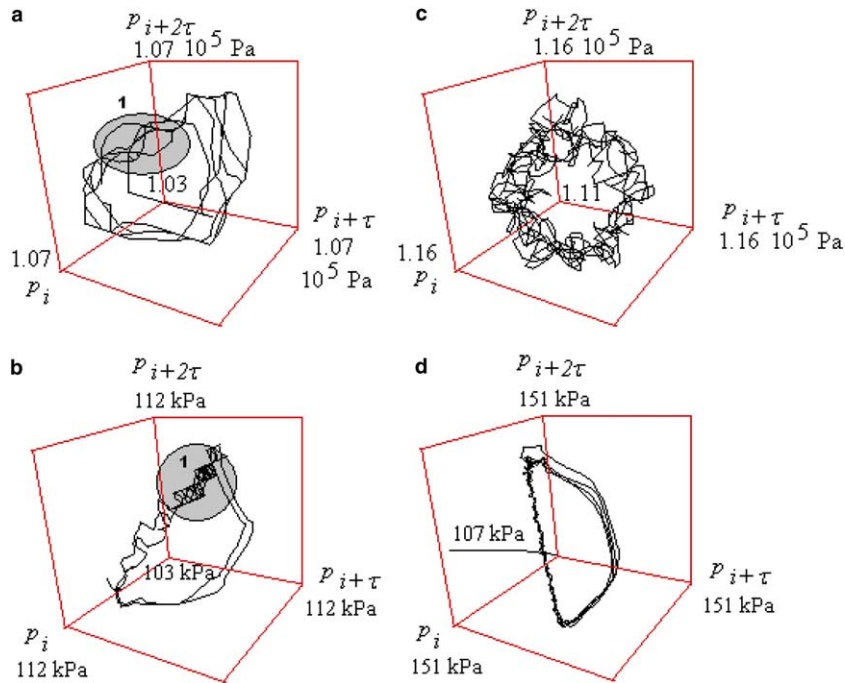 a
p i+2τ
1.07 10^5 Pa
1
1.03
p i+τ
1.07
10^5 Pa
1.07
p i
c
p i+2τ
1.16 10^5 Pa
1.11
p i+τ
1.16 10^5 Pa
1.16
p i
b
p i+2τ
112 kPa
1
103 kPa
p i+τ
112 kPa
p i
112 kPa
d
p i+2τ
151 kPa
107 kPa
p i+τ
151 kPa
p i
151 kPa